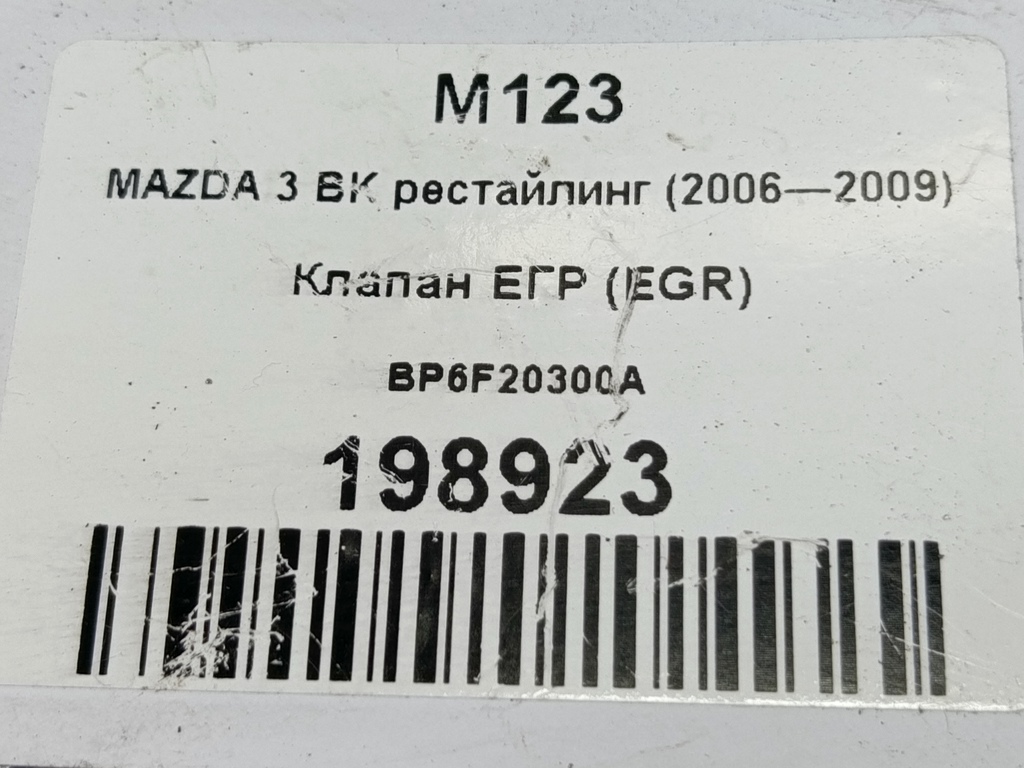 M123
MAZDA 3 BK рестайлинг (2006—2009)
Клапан ЕГР (EGR)
BP6F20300A
198923